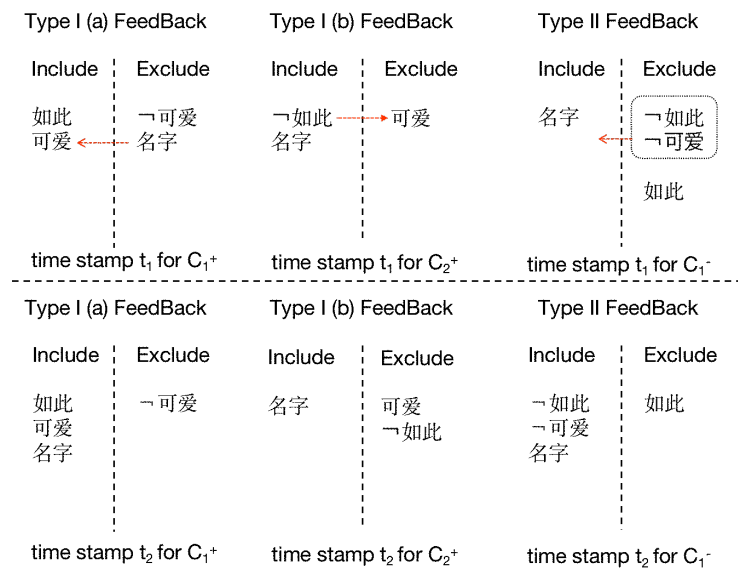 Type I (a) FeedBack
Type I (b) FeedBack
Type II FeedBack
Include
Exclude
Include
Exclude
Include
Exclude
如此
￢可爱
￢如此
可爱
名字
￢如此
可爱
名字
名字
￢可爱
如此
time stamp t₁ for C₁⁺
time stamp t₁ for C₂⁺
time stamp t₁ for C₁⁻
Type I (a) FeedBack
Type I (b) FeedBack
Type II FeedBack
Include
Exclude
Include
Exclude
Include
Exclude
如此
￢可爱
名字
可爱
￢如此
如此
可爱
￢如此
￢可爱
名字
名字
time stamp t₂ for C₁⁺
time stamp t₂ for C₂⁺
time stamp t₂ for C₁⁻